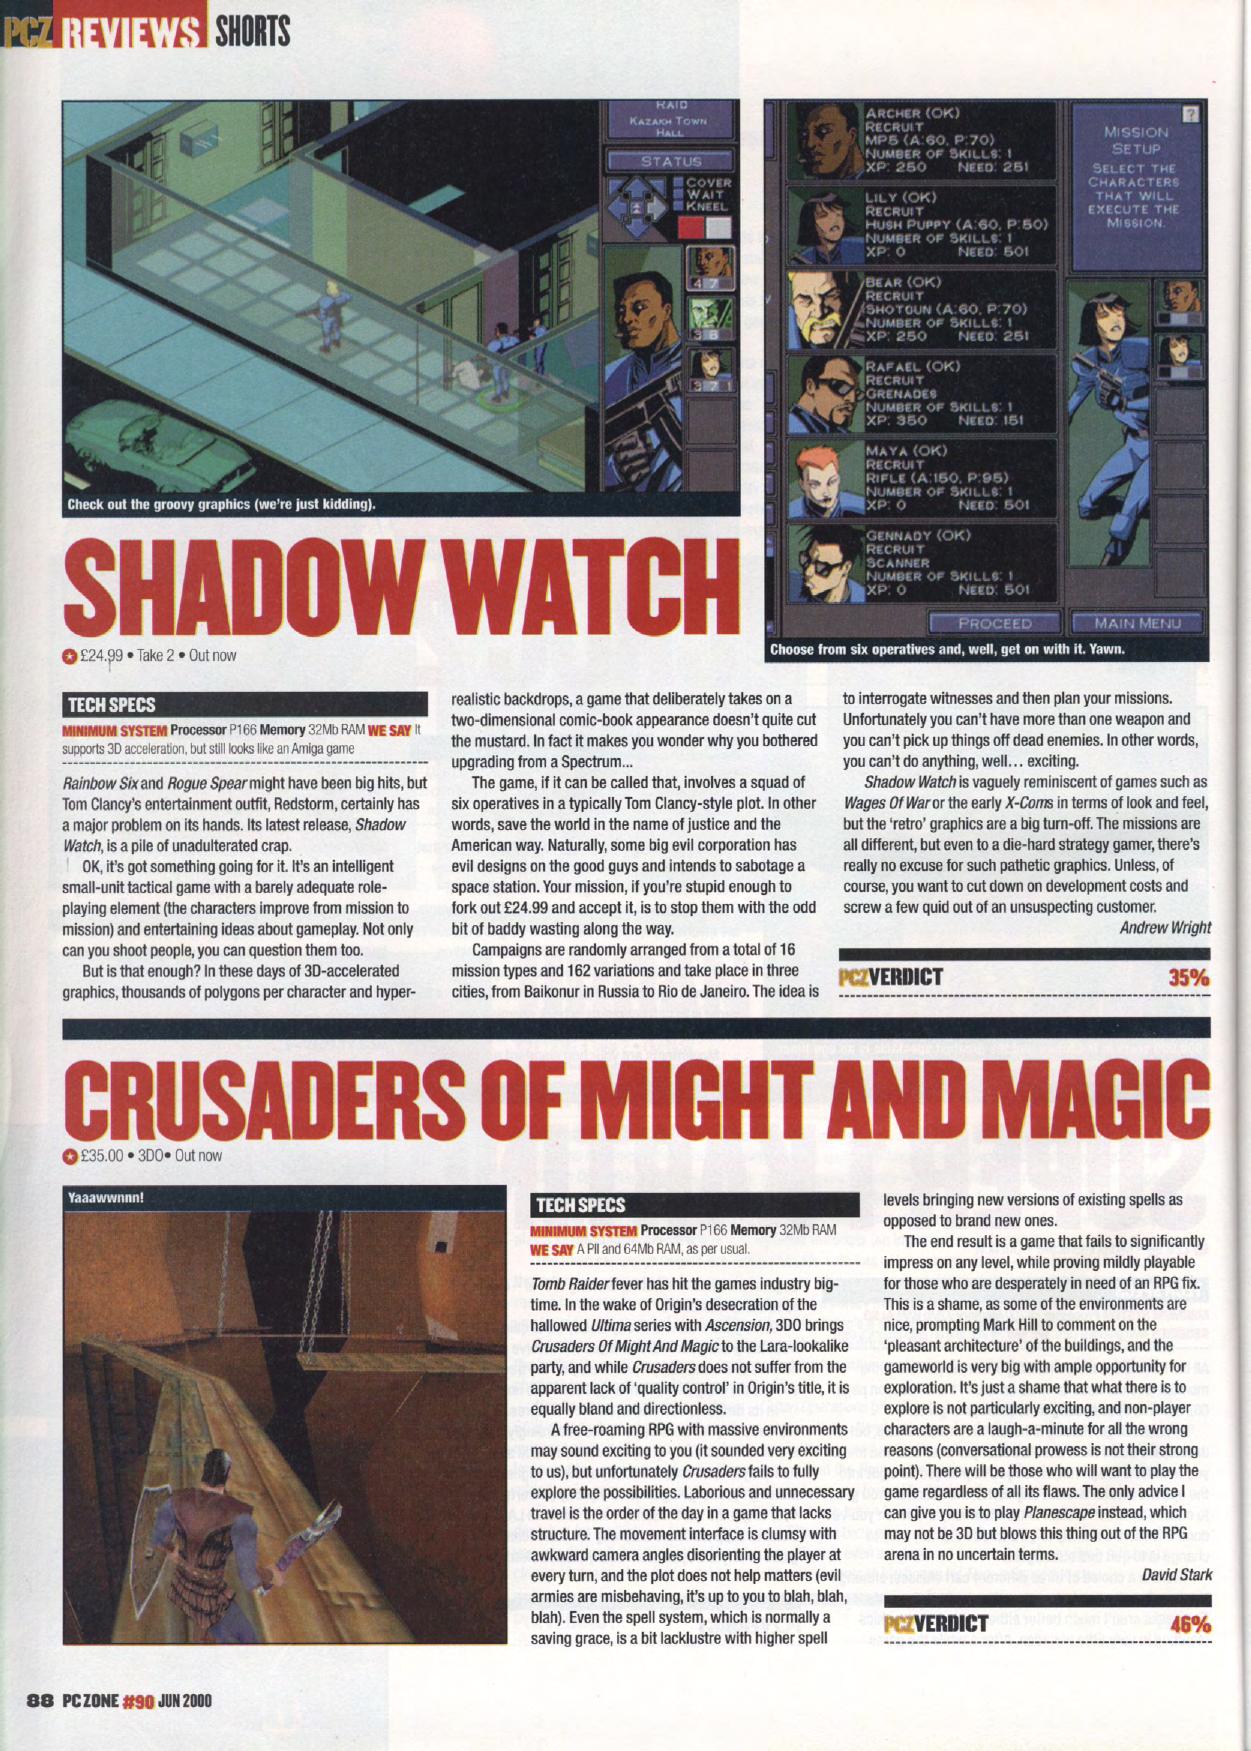 PCZ REVIEWS SHORTS
RAID
KAZAKH TOWN
HALL
STATUS
COVER
WAIT
KNEEL
4 7
3 6
3 7 1
Check out the groovy graphics (we're just kidding).
ARCHER (OK)
RECRUIT
MP5 (A:60, P:70)
NUMBER OF SKILLS: 1
XP: 250 NEED: 251
LILY (OK)
RECRUIT
HUSH PUPPY (A:60, P:50)
NUMBER OF SKILLS: 1
XP: 0 NEED: 501
BEAR (OK)
RECRUIT
SHOTGUN (A:60, P:70)
NUMBER OF SKILLS: 1
XP: 250 NEED: 251
RAFAEL (OK)
RECRUIT
GRENADES
NUMBER OF SKILLS: 1
XP: 350 NEED: 151
MAYA (OK)
RECRUIT
RIFLE (A:150, P:95)
NUMBER OF SKILLS: 1
XP: 0 NEED: 501
GENNADY (OK)
RECRUIT
SCANNER
NUMBER OF SKILLS: 1
XP: 0 NEED: 501
?
MISSION
SETUP
SELECT THE
CHARACTERS
THAT WILL
EXECUTE THE
MISSION.
PROCEED MAIN MENU
Choose from six operatives and, well, get on with it. Yawn.
SHADOW WATCH
£24.99 • Take 2 • Out now
TECH SPECS
MINIMUM SYSTEM Processor P166 Memory 32Mb RAM WE SAY It
supports 3D acceleration, but still looks like an Amiga game
Rainbow Six and Rogue Spear might have been big hits, but
Tom Clancy's entertainment outfit, Redstorm, certainly has
a major problem on its hands. Its latest release, Shadow
Watch, is a pile of unadulterated crap.
OK, it's got something going for it. It's an intelligent
small-unit tactical game with a barely adequate role-
playing element (the characters improve from mission to
mission) and entertaining ideas about gameplay. Not only
can you shoot people, you can question them too.
But is that enough? In these days of 3D-accelerated
graphics, thousands of polygons per character and hyper-
realistic backdrops, a game that deliberately takes on a
two-dimensional comic-book appearance doesn't quite cut
the mustard. In fact it makes you wonder why you bothered
upgrading from a Spectrum...
The game, if it can be called that, involves a squad of
six operatives in a typically Tom Clancy-style plot. In other
words, save the world in the name of justice and the
American way. Naturally, some big evil corporation has
evil designs on the good guys and intends to sabotage a
space station. Your mission, if you're stupid enough to
fork out £24.99 and accept it, is to stop them with the odd
bit of baddy wasting along the way.
Campaigns are randomly arranged from a total of 16
mission types and 162 variations and take place in three
cities, from Baikonur in Russia to Rio de Janeiro. The idea is
to interrogate witnesses and then plan your missions.
Unfortunately you can't have more than one weapon and
you can't pick up things off dead enemies. In other words,
you can't do anything, well... exciting.
Shadow Watch is vaguely reminiscent of games such as
Wages Of War or the early X-Coms in terms of look and feel,
but the 'retro' graphics are a big turn-off. The missions are
all different, but even to a die-hard strategy gamer, there's
really no excuse for such pathetic graphics. Unless, of
course, you want to cut down on development costs and
screw a few quid out of an unsuspecting customer.
Andrew Wright
PCZ VERDICT 35%
CRUSADERS OF MIGHT AND MAGIC
£35.00 • 3DO • Out now
Yaaawwnnn!
TECH SPECS
MINIMUM SYSTEM Processor P166 Memory 32Mb RAM
WE SAY A PII and 64Mb RAM, as per usual.
Tomb Raider fever has hit the games industry big-
time. In the wake of Origin's desecration of the
hallowed Ultima series with Ascension, 3DO brings
Crusaders Of Might And Magic to the Lara-lookalike
party, and while Crusaders does not suffer from the
apparent lack of 'quality control' in Origin's title, it is
equally bland and directionless.
A free-roaming RPG with massive environments
may sound exciting to you (it sounded very exciting
to us), but unfortunately Crusaders fails to fully
explore the possibilities. Laborious and unnecessary
travel is the order of the day in a game that lacks
structure. The movement interface is clumsy with
awkward camera angles disorienting the player at
every turn, and the plot does not help matters (evil
armies are misbehaving, it's up to you to blah, blah,
blah). Even the spell system, which is normally a
saving grace, is a bit lacklustre with higher spell
levels bringing new versions of existing spells as
opposed to brand new ones.
The end result is a game that fails to significantly
impress on any level, while proving mildly playable
for those who are desperately in need of an RPG fix.
This is a shame, as some of the environments are
nice, prompting Mark Hill to comment on the
'pleasant architecture' of the buildings, and the
gameworld is very big with ample opportunity for
exploration. It's just a shame that what there is to
explore is not particularly exciting, and non-player
characters are a laugh-a-minute for all the wrong
reasons (conversational prowess is not their strong
point). There will be those who will want to play the
game regardless of all its flaws. The only advice I
can give you is to play Planescape instead, which
may not be 3D but blows this thing out of the RPG
arena in no uncertain terms.
David Stark
PCZ VERDICT 46%
88 PC ZONE #90 JUN 2000